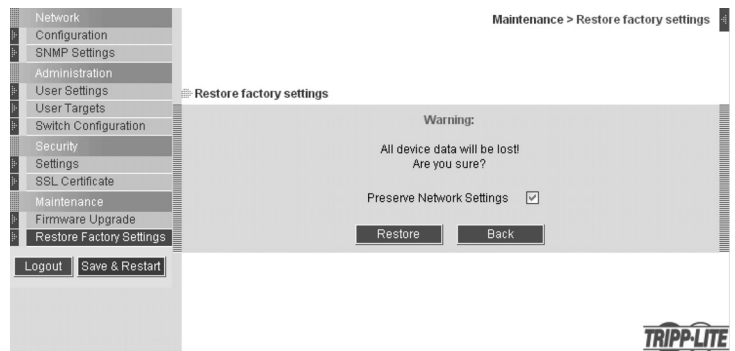 Network
Configuration
SNMP Settings
Administration
User Settings
User Targets
Switch Configuration
Security
Settings
SSL Certificate
Maintenance
Firmware Upgrade
Restore Factory Settings
Logout
Save & Restart
Maintenance > Restore factory settings
Restore factory settings
Warning:
All device data will be lost!
Are you sure?
Preserve Network Settings
Restore
Back
TRIPP·LITE